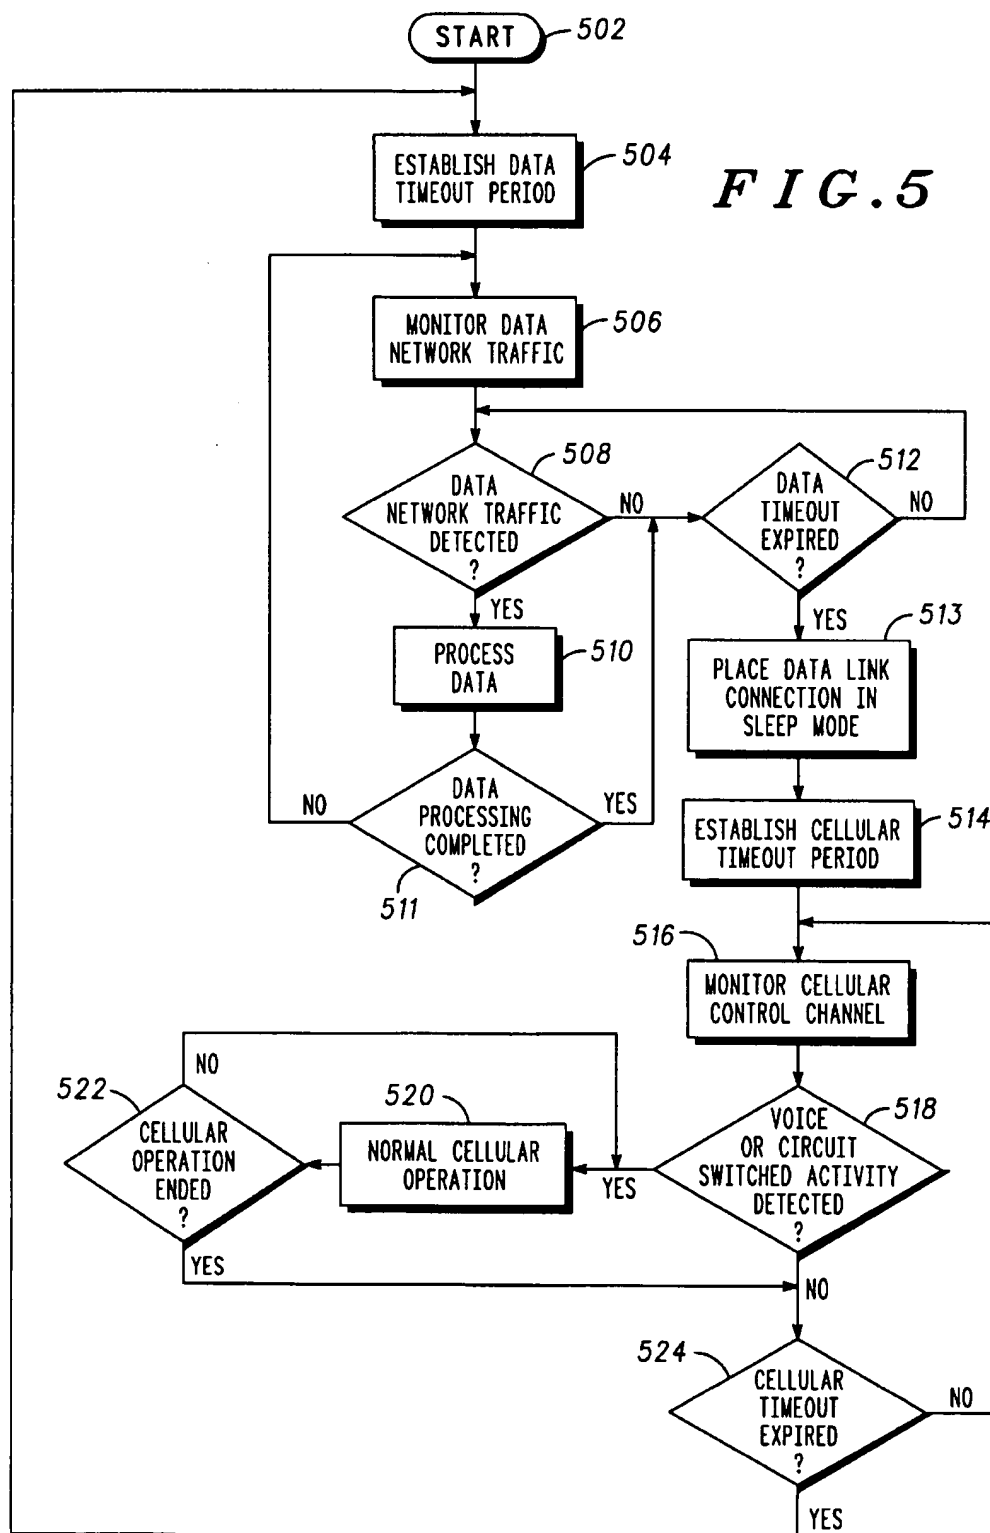 START
502
ESTABLISH DATA
TIMEOUT PERIOD
504
FIG.5
MONITOR DATA
NETWORK TRAFFIC
506
DATA
NETWORK TRAFFIC
DETECTED
?
508
NO
DATA
TIMEOUT
EXPIRED
?
512
NO
YES
YES
PROCESS
DATA
510
PLACE DATA LINK
CONNECTION IN
SLEEP MODE
513
DATA
PROCESSING
COMPLETED
?
511
NO
YES
ESTABLISH CELLULAR
TIMEOUT PERIOD
514
MONITOR CELLULAR
CONTROL CHANNEL
516
VOICE
OR CIRCUIT
SWITCHED ACTIVITY
DETECTED
?
518
YES
NO
NORMAL CELLULAR
OPERATION
520
CELLULAR
OPERATION
ENDED
?
522
NO
YES
CELLULAR
TIMEOUT
EXPIRED
?
524
NO
YES